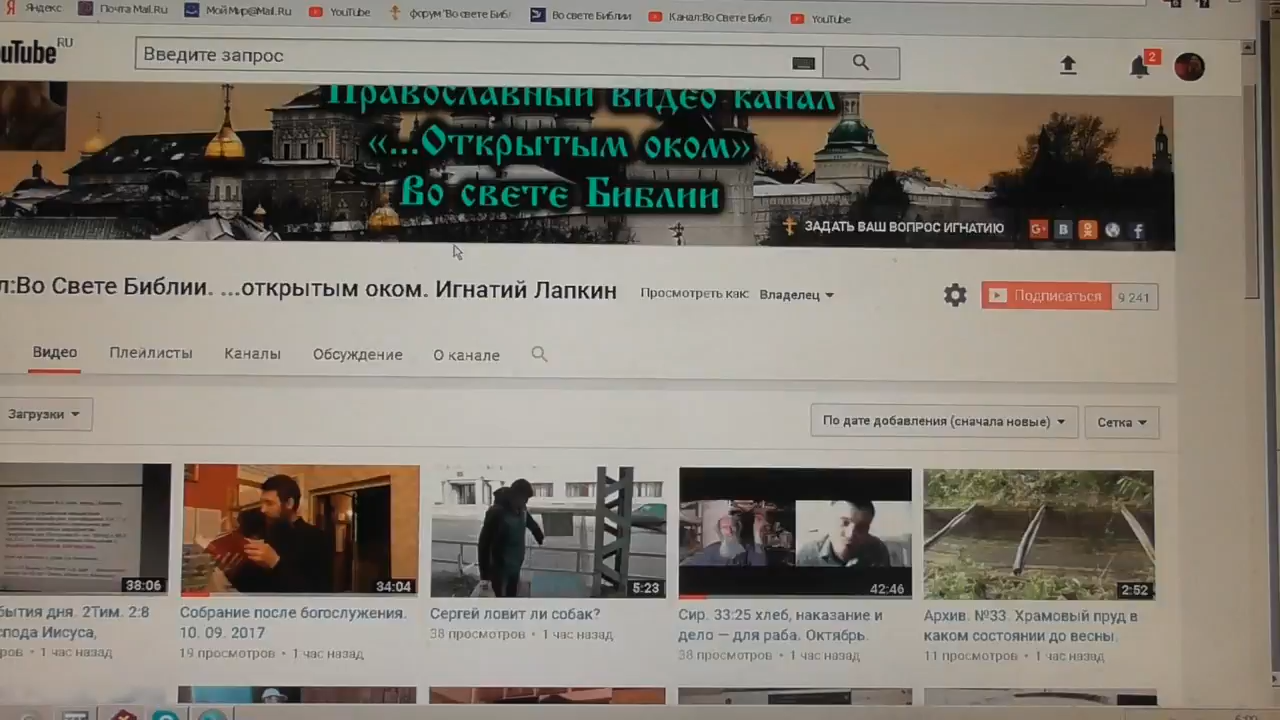 Яндекс Почта Mail.Ru Мой Мир@Mail.Ru YouTube форум "Во свете Библ Во свете Библии Канал:Во Свете Библ YouTube
uTube RU Введите запрос 2
Православный видео канал
«...Открытым оком»
Во свете Библии
ЗАДАТЬ ВАШ ВОПРОС ИГНАТИЮ G+ B f
л:Во Свете Библии. ...открытым оком. Игнатий Лапкин Просмотреть как: Владелец Подписаться 9 241
Видео Плейлисты Каналы Обсуждение О канале
Загрузки По дате добавления (сначала новые) Сетка
38:06 34:04 5:23 42:46 2:52
бытия дня. 2Тим. 2:8
спода Иисуса,
ров • 1 час назад
Собрание после богослужения.
10. 09. 2017
19 просмотров • 1 час назад
Сергей ловит ли собак?
38 просмотров • 1 час назад
Сир. 33:25 хлеб, наказание и
дело — для раба. Октябрь.
38 просмотров • 1 час назад
Архив. №33. Храмовый пруд в
каком состоянии до весны,
11 просмотров • 1 час назад